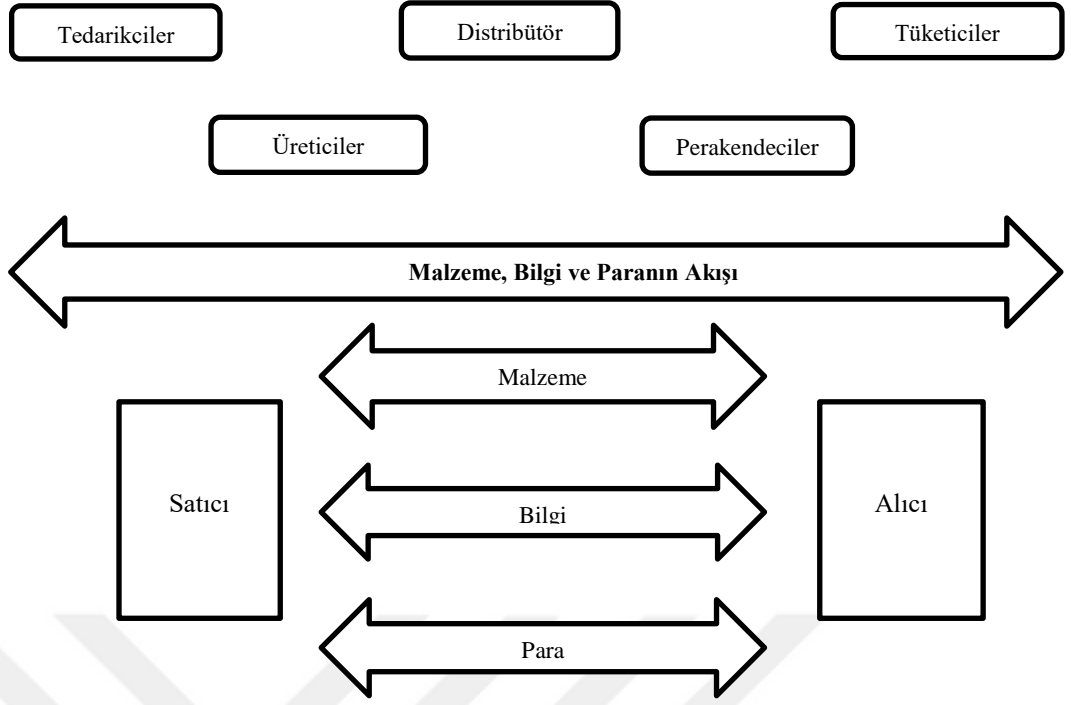 Tedarikciler
Distribütör
Tüketiciler
Üreticiler
Perakendeciler
Malzeme, Bilgi ve Paranın Akışı
Malzeme
Satıcı
Bilgi
Alıcı
Para